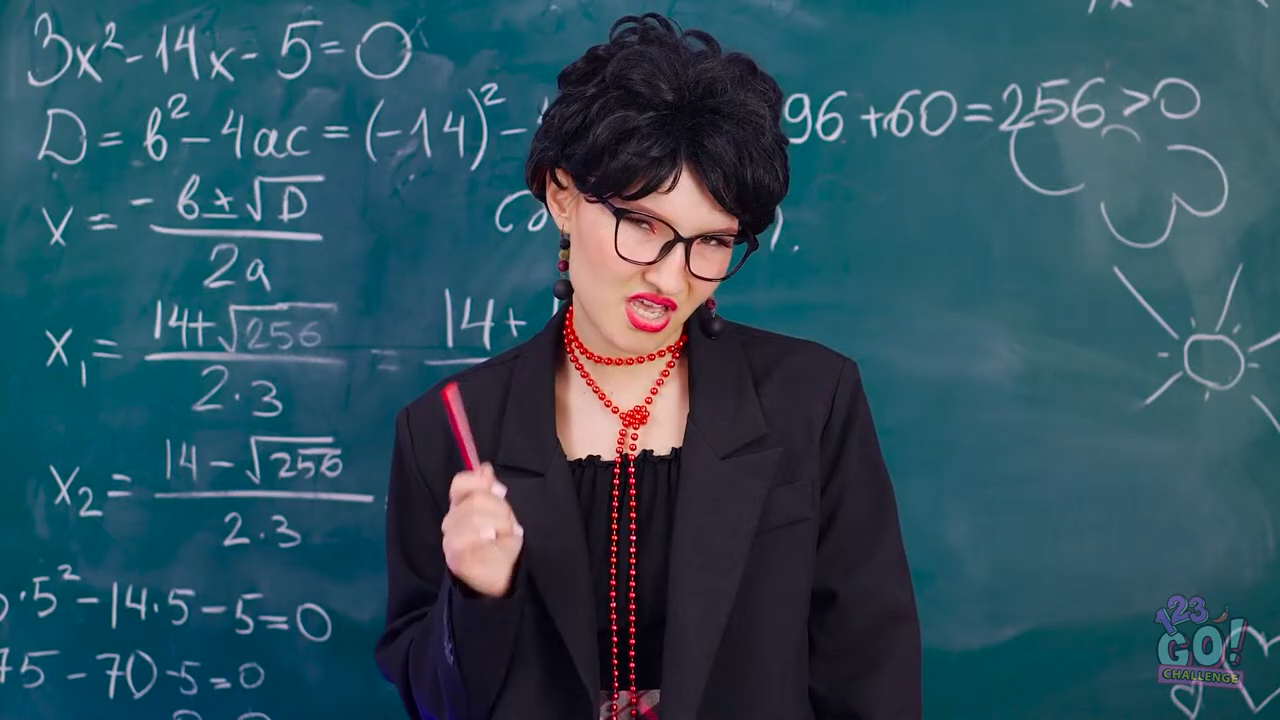 3x² - 14x - 5 = 0
D = b² - 4ac = (-14)² - 96 + 60 = 256 > 0
x = (-b ± √D) / 2a
x₁ = (14 + √256) / 2·3 = 14 +
x₂ = (14 - √256) / 2·3
·5² - 14·5 - 5 = 0
75 - 70 - 5 = 0
123
GO!
CHALLENGE